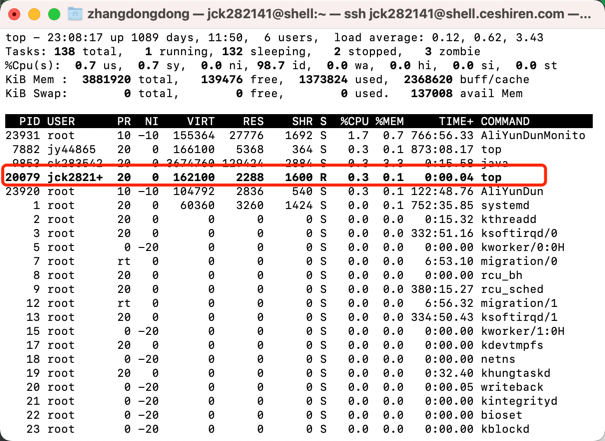 zhangdongdong — jck282141@shell:~ — ssh jck282141@shell.ceshiren.com —...
top - 23:08:17 up 1089 days, 11:50,  6 users,  load average: 0.12, 0.62, 3.43
Tasks: 138 total,   1 running, 132 sleeping,   2 stopped,   3 zombie
%Cpu(s):  0.7 us,  0.7 sy,  0.0 ni, 98.7 id,  0.0 wa,  0.0 hi,  0.0 si,  0.0 st
KiB Mem :  3881920 total,   139476 free,  1373824 used,  2368620 buff/cache
KiB Swap:        0 total,        0 free,        0 used.   137008 avail Mem
PID USER PR NI VIRT RES SHR S %CPU %MEM TIME+ COMMAND
23931 root 10 -10 155364 27776 1692 S 1.7 0.7 766:56.33 AliYunDunMonito
7882 jy44865 20 0 166100 5368 364 S 0.3 0.1 873:08.17 top
9853 ck283542 20 0 3674760 129424 2884 S 0.3 3.3 0:15.58 java
20079 jck2821+ 20 0 162100 2288 1600 R 0.3 0.1 0:00.04 top
23920 root 10 -10 104792 2836 540 S 0.3 0.1 122:48.76 AliYunDun
1 root 20 0 60360 3260 1424 S 0.0 0.1 752:35.85 systemd
2 root 20 0 0 0 0 S 0.0 0.0 0:15.32 kthreadd
3 root 20 0 0 0 0 S 0.0 0.0 332:51.16 ksoftirqd/0
5 root 0 -20 0 0 0 S 0.0 0.0 0:00.00 kworker/0:0H
7 root rt 0 0 0 0 S 0.0 0.0 6:53.10 migration/0
8 root 20 0 0 0 0 S 0.0 0.0 0:00.00 rcu_bh
9 root 20 0 0 0 0 S 0.0 0.0 380:15.27 rcu_sched
12 root rt 0 0 0 0 S 0.0 0.0 6:56.32 migration/1
13 root 20 0 0 0 0 S 0.0 0.0 334:50.43 ksoftirqd/1
15 root 0 -20 0 0 0 S 0.0 0.0 0:00.00 kworker/1:0H
17 root 20 0 0 0 0 S 0.0 0.0 0:00.00 kdevtmpfs
18 root 0 -20 0 0 0 S 0.0 0.0 0:00.00 netns
19 root 20 0 0 0 0 S 0.0 0.0 0:32.40 khungtaskd
20 root 0 -20 0 0 0 S 0.0 0.0 0:00.05 writeback
21 root 0 -20 0 0 0 S 0.0 0.0 0:00.00 kintegrityd
22 root 0 -20 0 0 0 S 0.0 0.0 0:00.00 bioset
23 root 0 -20 0 0 0 S 0.0 0.0 0:00.00 kblockd